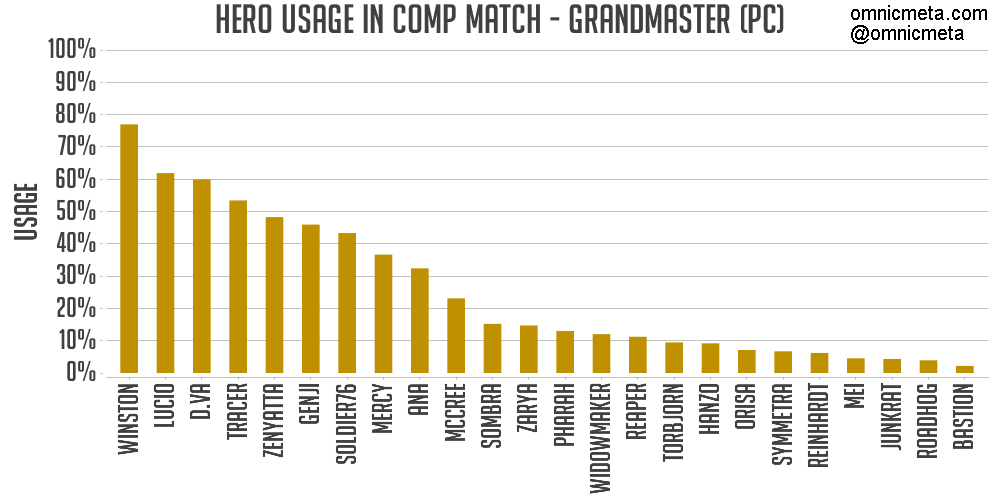 HERO USAGE IN COMP MATCH - GRANDMASTER (PC)
omnicmeta.com
@omnicmeta
100%
90%
80%
70%
60%
50%
40%
30%
20%
10%
0%
USAGE
WINSTON
LUCIO
D.VA
TRACER
ZENYATTA
GENJI
SOLDIER76
MERCY
ANA
MCCREE
SOMBRA
ZARYA
PHARAH
WIDOWMAKER
REAPER
TORBJORN
HANZO
ORISA
SYMMETRA
REINHARDT
MEI
JUNKRAT
ROADHOG
BASTION